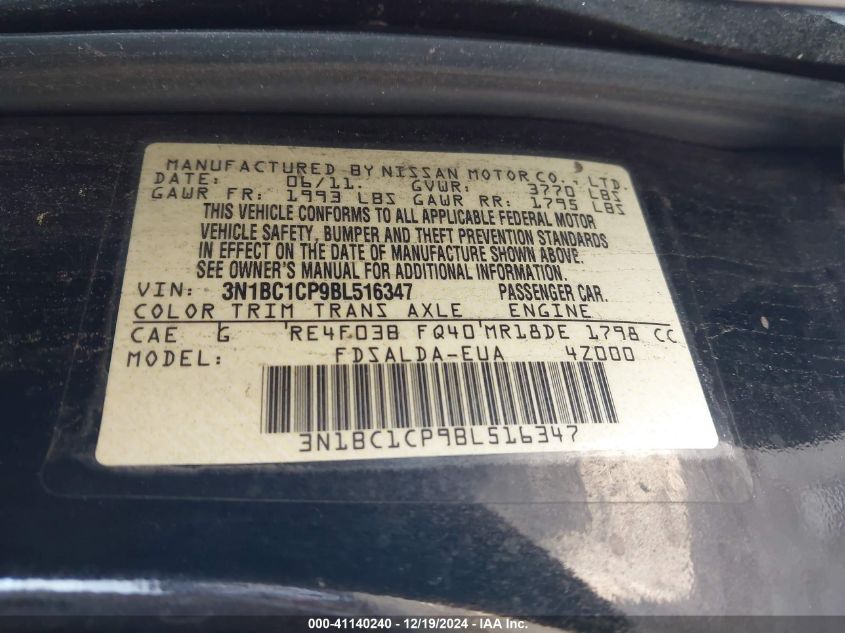 MANUFACTURED BY NISSAN MOTOR CO., LTD.
DATE: 06/11. GVWR: 3770 LBS
GAWR FR: 1993 LBS GAWR RR: 1795 LBS
THIS VEHICLE CONFORMS TO ALL APPLICABLE FEDERAL MOTOR
VEHICLE SAFETY, BUMPER AND THEFT PREVENTION STANDARDS
IN EFFECT ON THE DATE OF MANUFACTURE SHOWN ABOVE.
SEE OWNER'S MANUAL FOR ADDITIONAL INFORMATION.
VIN: 3N1BC1CP9BL516347 PASSENGER CAR.
COLOR TRIM TRANS AXLE ENGINE
CAE G RE4F03B FQ40 MR18DE 1798 CC
MODEL: FDSALDA-EUA 4Z000
3N1BC1CP9BL516347
000-41140240 - 12/19/2024 - IAA Inc.